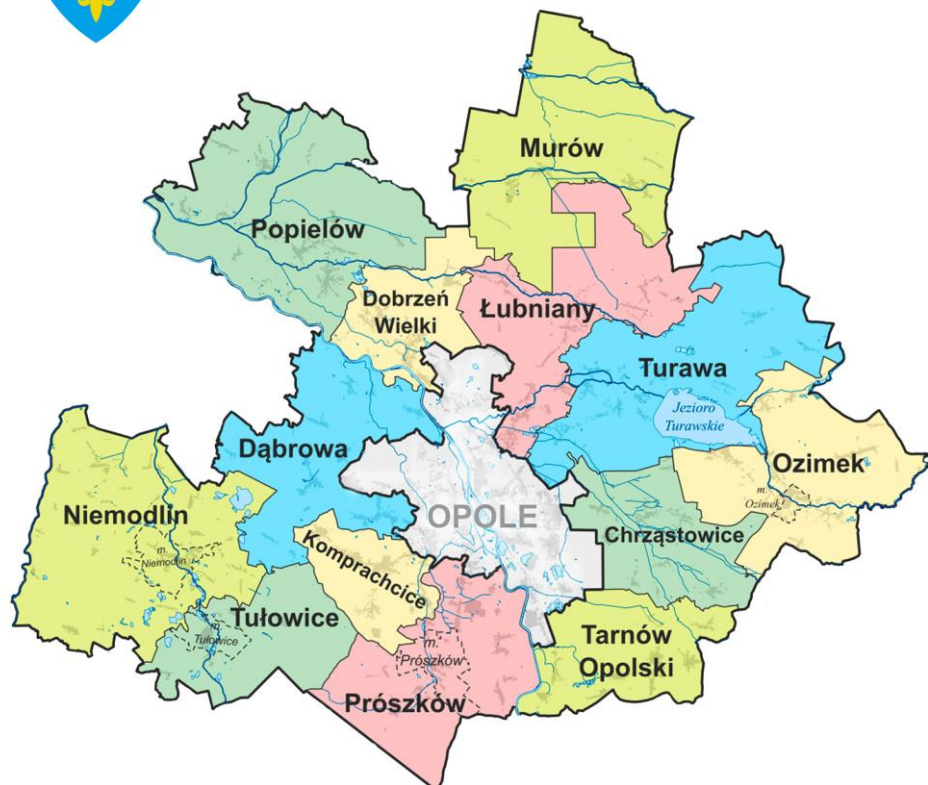 Murów
Popielów
Dobrzeń
Wielki
Łubniany
Turawa
Jezioro
Turawskie
Dąbrowa
Ozimek
m.
Ozimek
Niemodlin
m.
Niemodlin
OPOLE
Chrząstowice
Komprachcice
Tułowice
m.
Tułowice
Tarnów
Opolski
m.
Prószków
Prószków